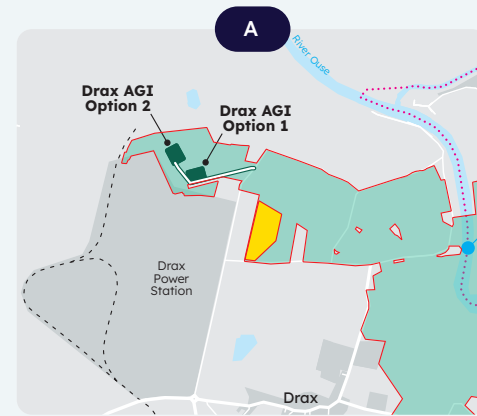 A
River Ouse
Drax AGI
Option 2
Drax AGI
Option 1
Drax
Power
Station
Drax